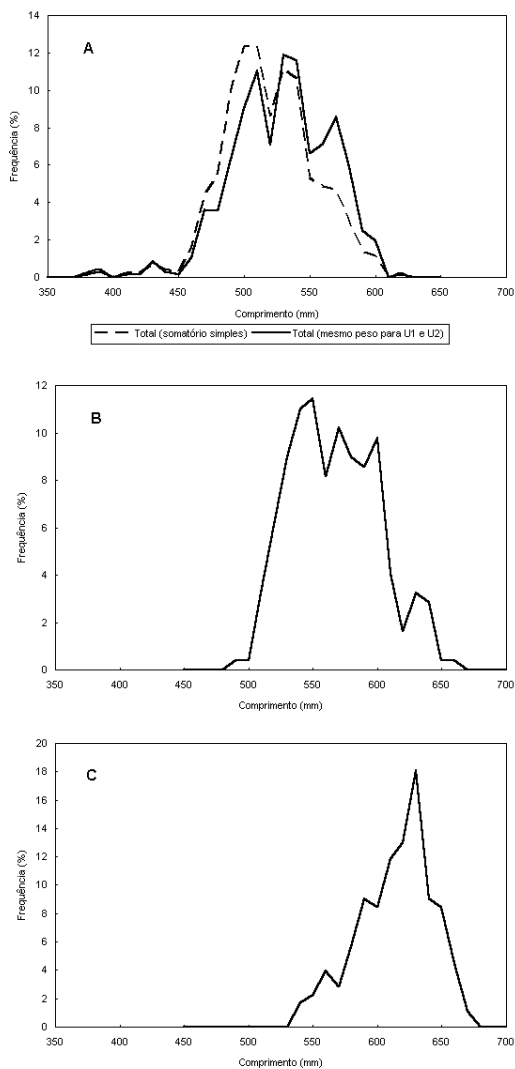 14
12
A
10
8
6
4
2
0
Frequência (%)
350 400 450 500 550 600 650 700
Comprimento (mm)
Total (somatório simples) Total (mesmo peso para U1 e U2)
12
B
10
8
6
4
2
0
Frequência (%)
350 400 450 500 550 600 650 700
Comprimento (mm)
20
18
C
16
14
12
10
8
6
4
2
0
Frequência (%)
350 400 450 500 550 600 650 700
Comprimento (mm)